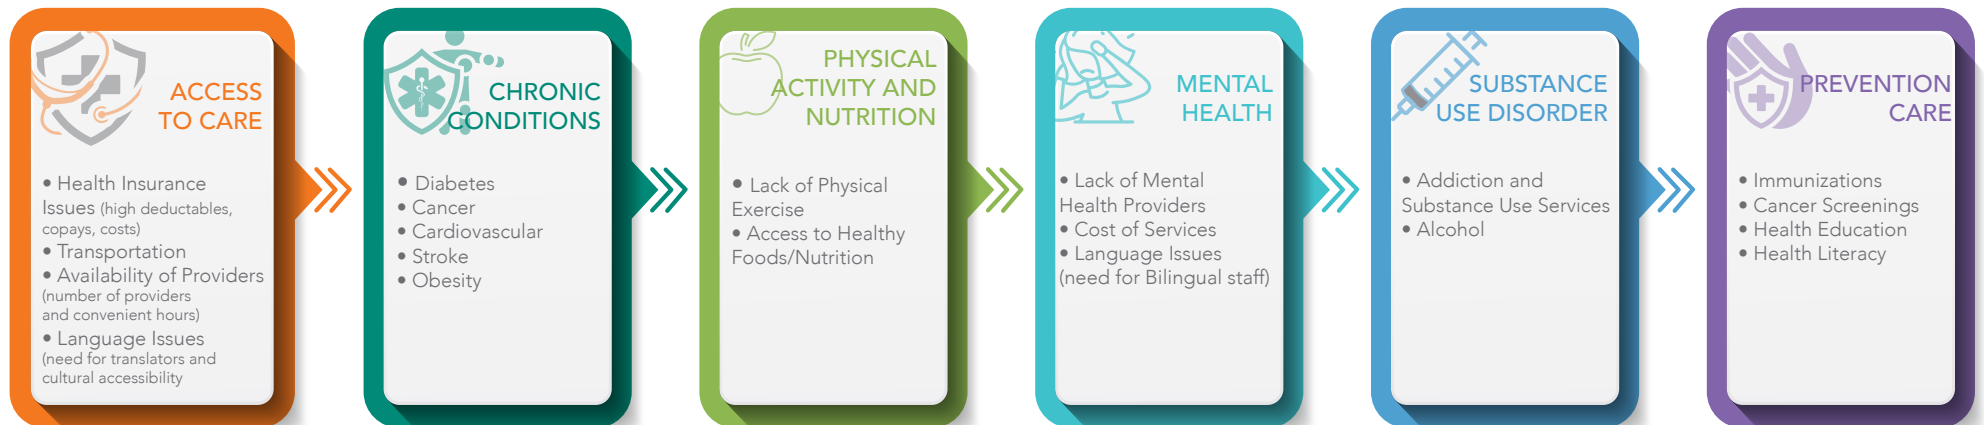 ACCESS
TO CARE
• Health Insurance
Issues (high deductables,
copays, costs)
• Transportation
• Availability of Providers
(number of providers
and convenient hours)
• Language Issues
(need for translators and
cultural accessibility
CHRONIC
CONDITIONS
• Diabetes
• Cancer
• Cardiovascular
• Stroke
• Obesity
PHYSICAL
ACTIVITY AND
NUTRITION
• Lack of Physical
Exercise
• Access to Healthy
Foods/Nutrition
MENTAL
HEALTH
• Lack of Mental
Health Providers
• Cost of Services
• Language Issues
(need for Bilingual staff)
SUBSTANCE
USE DISORDER
• Addiction and
Substance Use Services
• Alcohol
PREVENTION
CARE
• Immunizations
• Cancer Screenings
• Health Education
• Health Literacy